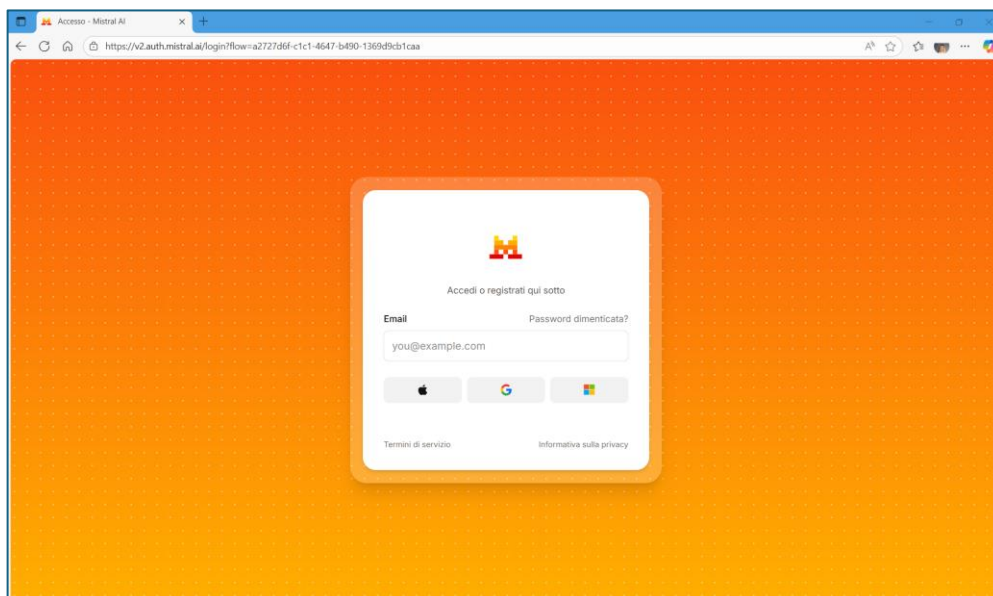 Accesso - Mistral AI
https://v2.auth.mistral.ai/login?flow=a2727d6f-c1c1-4647-b490-1369d9cb1caa
Accedi o registrati qui sotto
Email Password dimenticata?
you@example.com
Termini di servizio Informativa sulla privacy